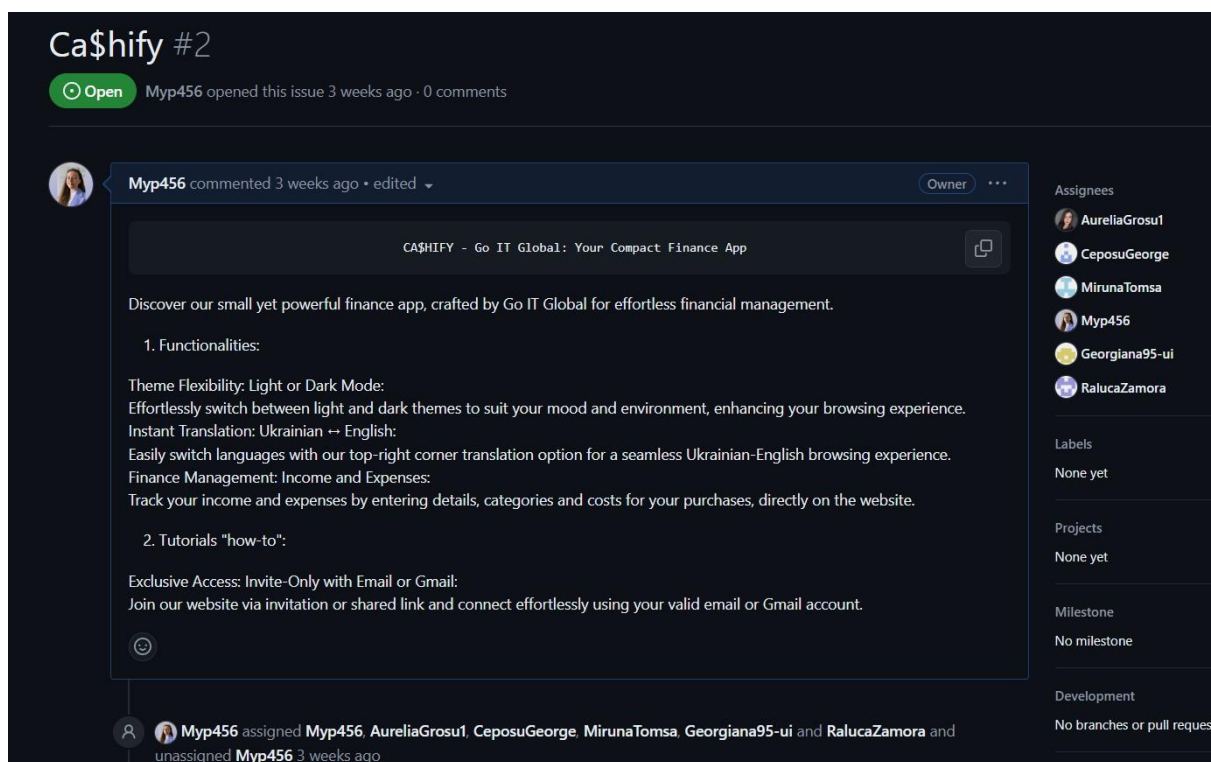 Ca$hify #2
Open Myp456 opened this issue 3 weeks ago · 0 comments
Myp456 commented 3 weeks ago • edited
Owner
CA$HIFY - Go IT Global: Your Compact Finance App
Discover our small yet powerful finance app, crafted by Go IT Global for effortless financial management.
1. Functionalities:
Theme Flexibility: Light or Dark Mode:
Effortlessly switch between light and dark themes to suit your mood and environment, enhancing your browsing experience.
Instant Translation: Ukrainian ↔ English:
Easily switch languages with our top-right corner translation option for a seamless Ukrainian-English browsing experience.
Finance Management: Income and Expenses:
Track your income and expenses by entering details, categories and costs for your purchases, directly on the website.
2. Tutorials "how-to":
Exclusive Access: Invite-Only with Email or Gmail:
Join our website via invitation or shared link and connect effortlessly using your valid email or Gmail account.
Myp456 assigned Myp456, AureliaGrosu1, CeposuGeorge, MirunaTomsa, Georgiana95-ui and RalucaZamora and
unassigned Myp456 3 weeks ago
Assignees
AureliaGrosu1
CeposuGeorge
MirunaTomsa
Myp456
Georgiana95-ui
RalucaZamora
Labels
None yet
Projects
None yet
Milestone
No milestone
Development
No branches or pull reques